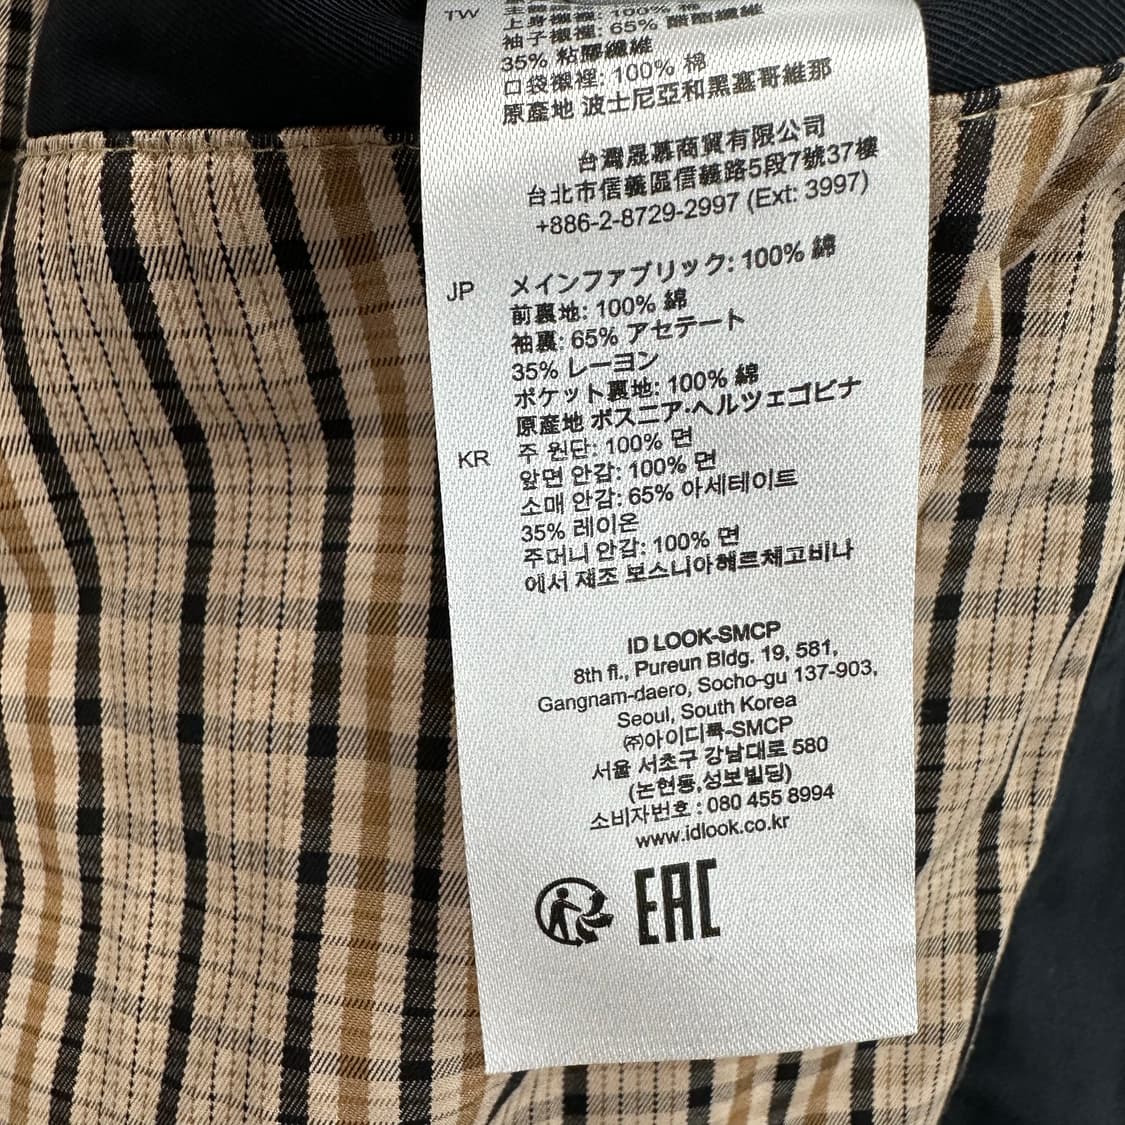 TW
上身襯裡: 100% 棉
袖子襯裡: 65% 醋酯纖維
35% 粘膠纖維
口袋襯裡: 100% 棉
原產地 波士尼亞和黑塞哥維那
台灣晟慕商貿有限公司
台北市信義區信義路5段7號37樓
+886-2-8729-2997 (Ext: 3997)
JP メインファブリック: 100% 綿
前裏地: 100% 綿
袖裏: 65% アセテート
35% レーヨン
ポケット裏地: 100% 綿
原産地 ボスニア·ヘルツェゴビナ
KR 주 원단: 100% 면
앞면 안감: 100% 면
소매 안감: 65% 아세테이트
35% 레이온
주머니 안감: 100% 면
에서 제조 보스니아헤르체고비나
ID LOOK-SMCP
8th fl., Pureun Bldg. 19, 581,
Gangnam-daero, Socho-gu 137-903,
Seoul, South Korea
㈜아이디룩-SMCP
서울 서초구 강남대로 580
(논현동,성보빌딩)
소비자번호 : 080 455 8994
www.idlook.co.kr
EAC